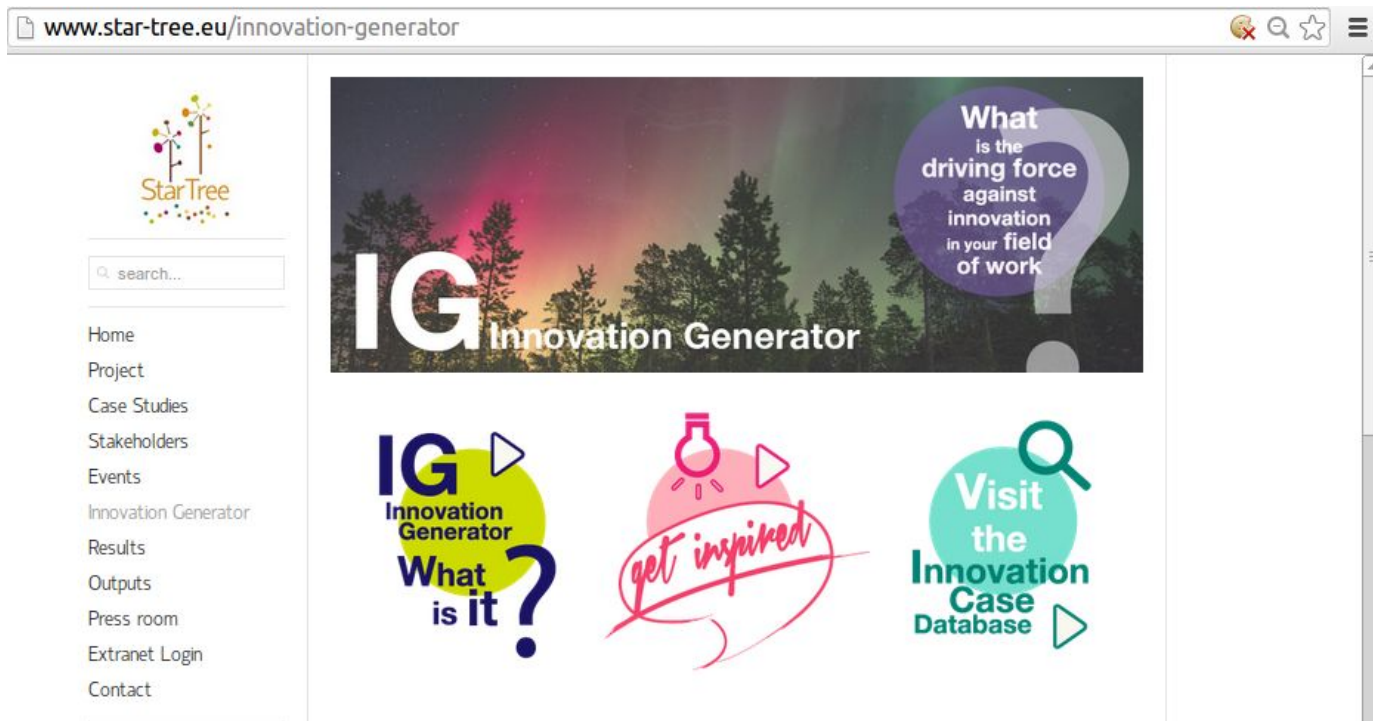 www.star-tree.eu/innovation-generator
StarTree
search...
Home
Project
Case Studies
Stakeholders
Events
Innovation Generator
Results
Outputs
Press room
Extranet Login
Contact
What
is the
driving force
against
innovation
in your field
of work
?
IG Innovation Generator
IG
Innovation
Generator
What
is it ?
get inspired
Visit
the
Innovation
Case
Database